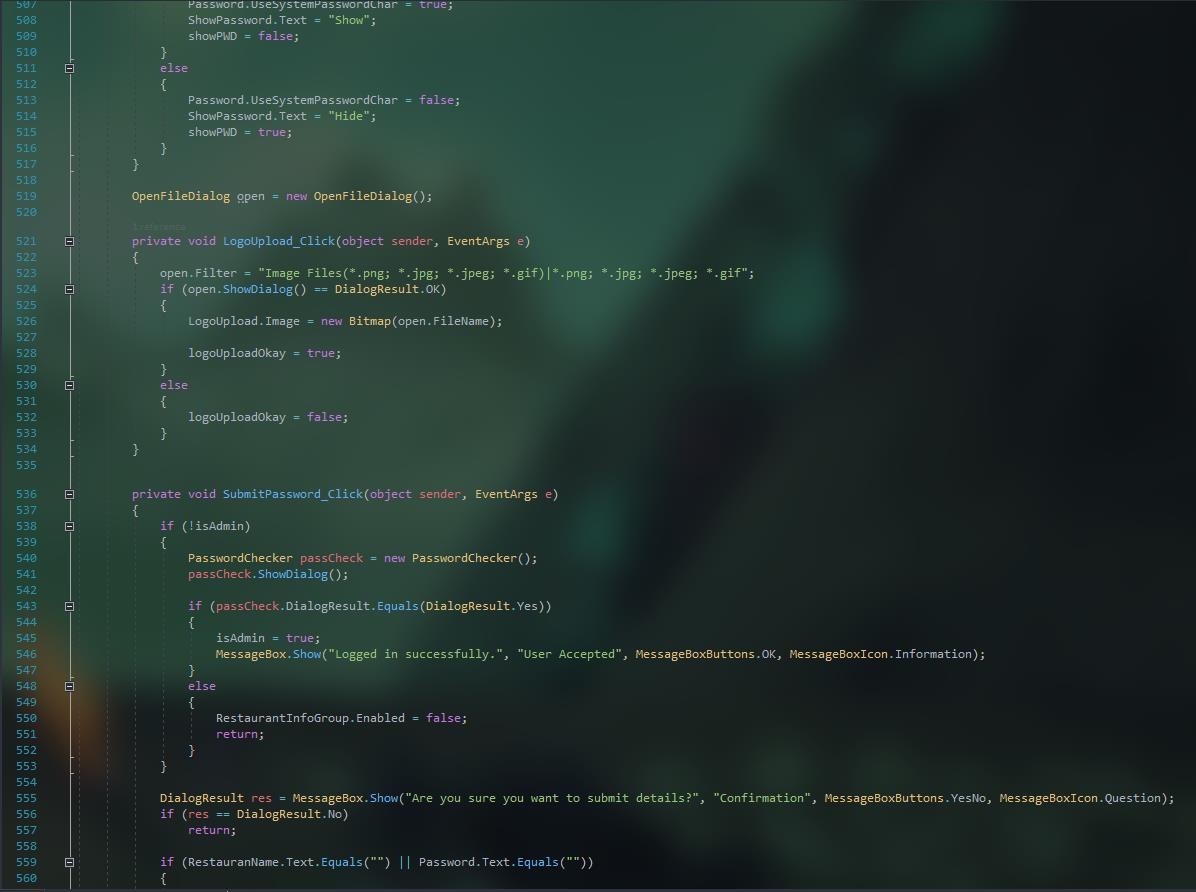 507 Password.UseSystemPasswordChar = true;
508 ShowPassword.Text = "Show";
509 showPWD = false;
510 }
511 else
512 {
513 Password.UseSystemPasswordChar = false;
514 ShowPassword.Text = "Hide";
515 showPWD = true;
516 }
517 }
518
519 OpenFileDialog open = new OpenFileDialog();
520
1 reference
521 private void LogoUpload_Click(object sender, EventArgs e)
522 {
523 open.Filter = "Image Files(*.png; *.jpg; *.jpeg; *.gif)|*.png; *.jpg; *.jpeg; *.gif";
524 if (open.ShowDialog() == DialogResult.OK)
525 {
526 LogoUpload.Image = new Bitmap(open.FileName);
527
528 logoUploadOkay = true;
529 }
530 else
531 {
532 logoUploadOkay = false;
533 }
534 }
535
536 private void SubmitPassword_Click(object sender, EventArgs e)
537 {
538 if (!isAdmin)
539 {
540 PasswordChecker passCheck = new PasswordChecker();
541 passCheck.ShowDialog();
542
543 if (passCheck.DialogResult.Equals(DialogResult.Yes))
544 {
545 isAdmin = true;
546 MessageBox.Show("Logged in successfully.", "User Accepted", MessageBoxButtons.OK, MessageBoxIcon.Information);
547 }
548 else
549 {
550 RestaurantInfoGroup.Enabled = false;
551 return;
552 }
553 }
554
555 DialogResult res = MessageBox.Show("Are you sure you want to submit details?", "Confirmation", MessageBoxButtons.YesNo, MessageBoxIcon.Question);
556 if (res == DialogResult.No)
557 return;
558
559 if (RestauranName.Text.Equals("") || Password.Text.Equals(""))
560 {